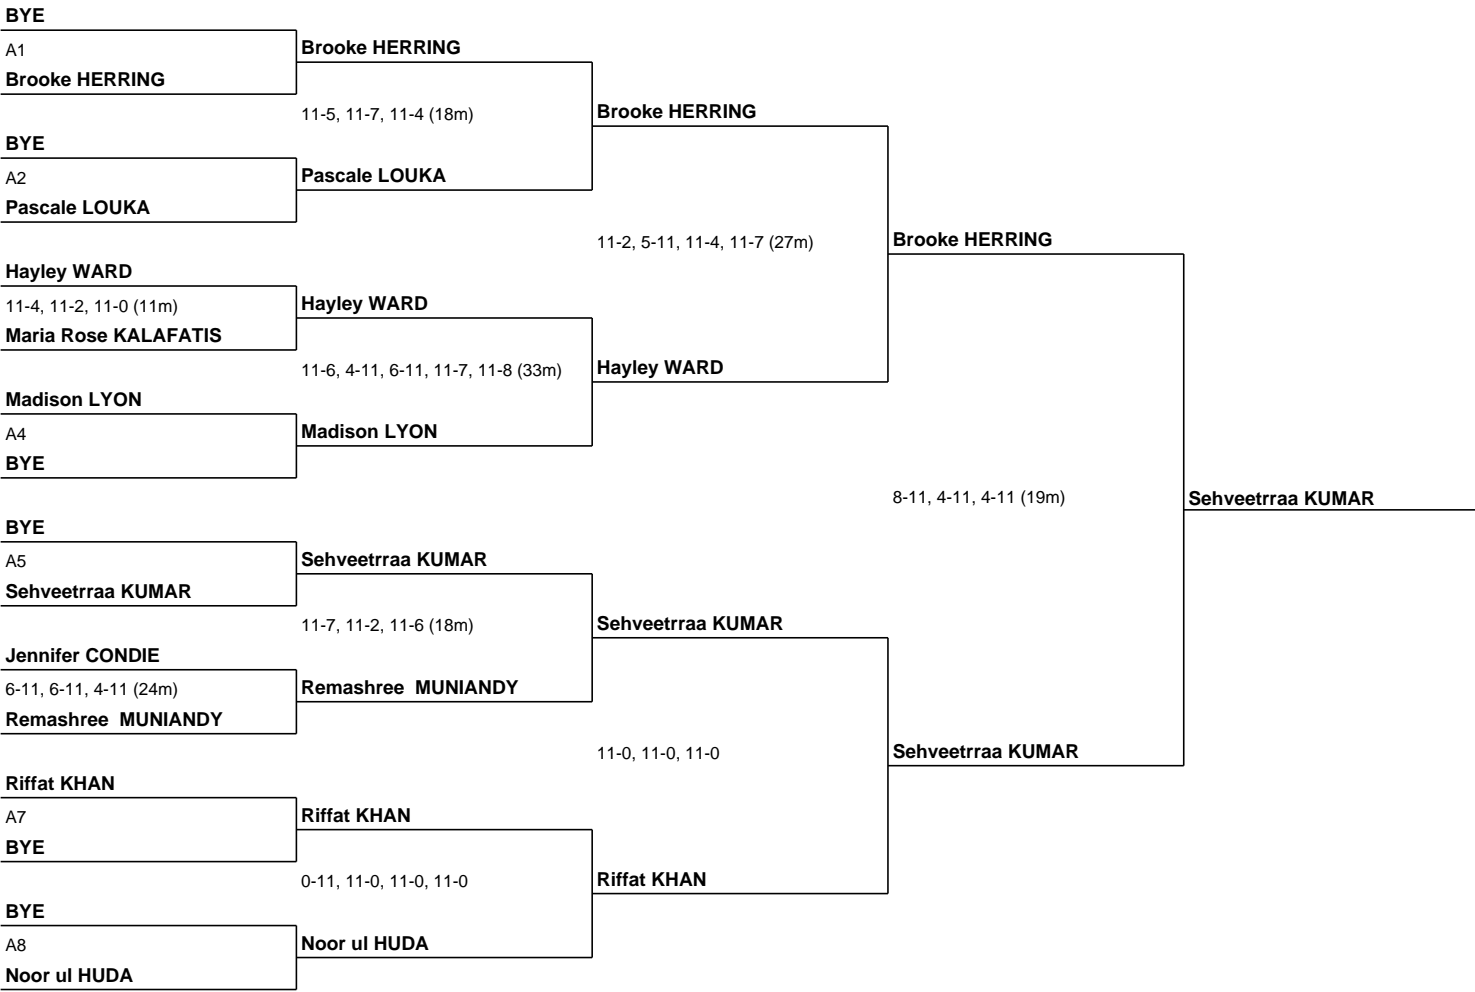 BYE
A1
Brooke HERRING
BYE
A2
Pascale LOUKA
Hayley WARD
11-4, 11-2, 11-0 (11m)
Maria Rose KALAFATIS
Madison LYON
A4
BYE
BYE
A5
Sehveetrraa KUMAR
Jennifer CONDIE
6-11, 6-11, 4-11 (24m)
Remashree  MUNIANDY
Riffat KHAN
A7
BYE
BYE
A8
Noor ul HUDA
Brooke HERRING
11-5, 11-7, 11-4 (18m)
Pascale LOUKA
Hayley WARD
11-6, 4-11, 6-11, 11-7, 11-8 (33m)
Madison LYON
Sehveetrraa KUMAR
11-7, 11-2, 11-6 (18m)
Remashree  MUNIANDY
Riffat KHAN
0-11, 11-0, 11-0, 11-0
Noor ul HUDA
Brooke HERRING
11-2, 5-11, 11-4, 11-7 (27m)
Hayley WARD
Sehveetrraa KUMAR
11-0, 11-0, 11-0
Riffat KHAN
Brooke HERRING
8-11, 4-11, 4-11 (19m)
Sehveetrraa KUMAR
Sehveetrraa KUMAR